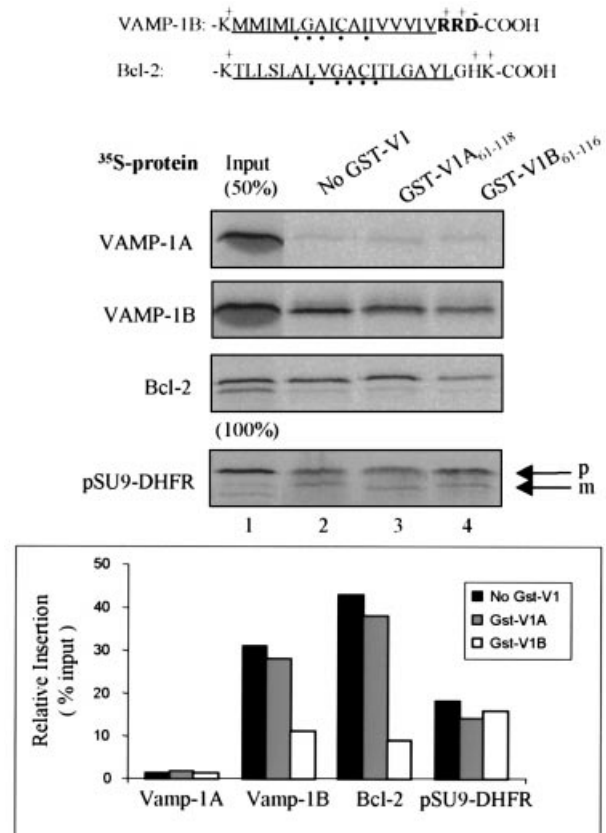 VAMP-1B: -KMMIMLGAICAIIVVVIVRRD-COOH
+ + + -
Bcl-2: -KTLLSLALVGACITLGAYLGHK-COOH
+ + +
35S-protein Input (50%) No GST-V1 GST-V1A61-118 GST-V1B61-116
VAMP-1A
VAMP-1B
Bcl-2
(100%)
pSU9-DHFR
p
m
1 2 3 4
Relative Insertion
( % input )
50
40
30
20
10
0
No Gst-V1
Gst-V1A
Gst-V1B
Vamp-1A Vamp-1B Bcl-2 pSU9-DHFR